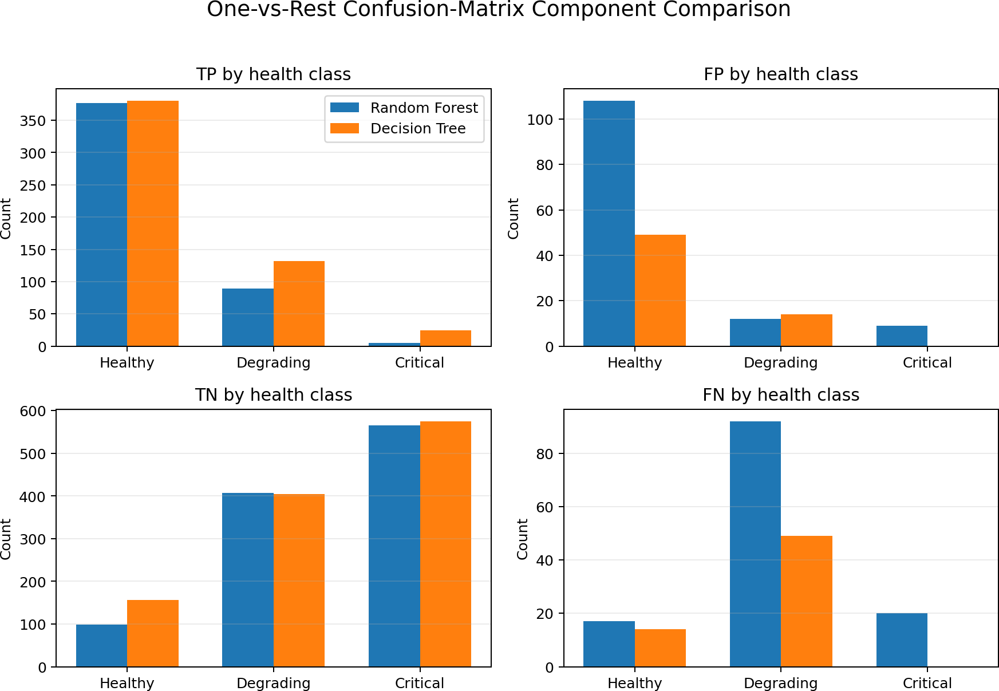 One-vs-Rest Confusion-Matrix Component Comparison
TP by health class
Count
350
300
250
200
150
100
50
0
Random Forest
Decision Tree
Healthy Degrading Critical
FP by health class
Count
100
80
60
40
20
0
Healthy Degrading Critical
TN by health class
Count
600
500
400
300
200
100
0
Healthy Degrading Critical
FN by health class
Count
80
60
40
20
0
Healthy Degrading Critical